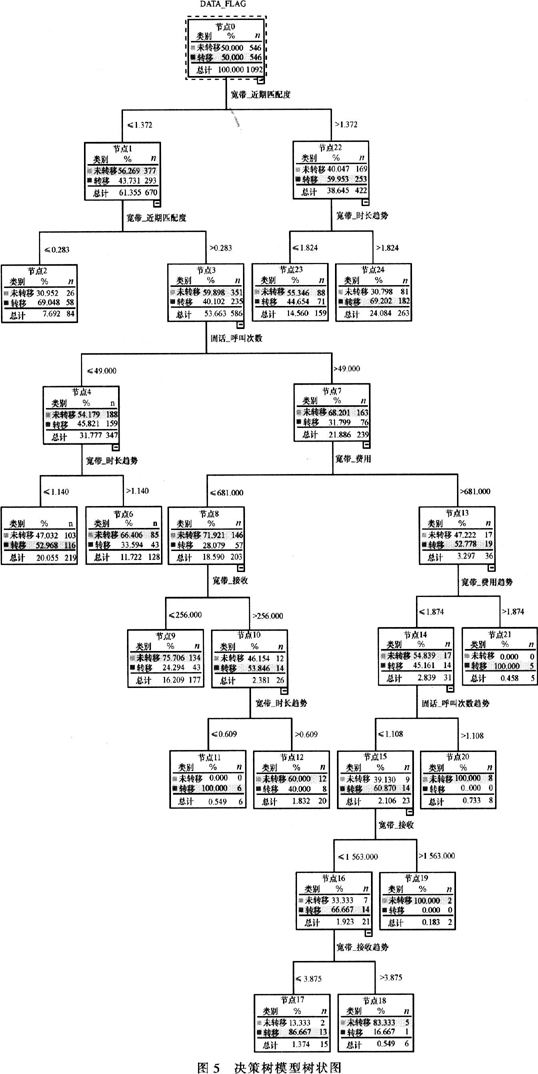 DATA_FLAG
节点0
类别 % n
未转移 50.000 546
转移 50.000 546
总计 100.000 1 092
宽带_近期匹配度
≤1.372
>1.372
节点1
类别 % n
未转移 56.269 377
转移 43.731 293
总计 61.355 670
宽带_近期匹配度
节点22
类别 % n
未转移 40.047 169
转移 59.953 253
总计 38.645 422
宽带_时长趋势
≤0.283
>0.283
≤1.824
>1.824
节点2
类别 % n
未转移 30.952 26
转移 69.048 58
总计 7.692 84
节点3
类别 % n
未转移 59.898 351
转移 40.102 235
总计 53.663 586
固话_呼叫次数
节点23
类别 % n
未转移 55.346 88
转移 44.654 71
总计 14.560 159
节点24
类别 % n
未转移 30.798 81
转移 69.202 182
总计 24.084 263
≤49.000
>49.000
节点4
类别 % n
未转移 54.179 188
转移 45.821 159
总计 31.777 347
宽带_时长趋势
节点7
类别 % n
未转移 68.201 163
转移 31.799 76
总计 21.886 239
宽带_费用
≤1.140
>1.140
≤681.000
>681.000
类别 % n
未转移 47.032 103
转移 52.968 116
总计 20.055 219
节点6
类别 % n
未转移 66.406 85
转移 33.594 43
总计 11.722 128
节点8
类别 % n
未转移 71.921 146
转移 28.079 57
总计 18.590 203
宽带_接收
节点13
类别 % n
未转移 47.222 17
转移 52.778 19
总计 3.297 36
宽带_费用趋势
≤256.000
>256.000
≤1.874
>1.874
节点9
类别 % n
未转移 75.706 134
转移 24.294 43
总计 16.209 177
节点10
类别 % n
未转移 46.154 12
转移 53.846 14
总计 2.381 26
宽带_时长趋势
节点14
类别 % n
未转移 54.839 17
转移 45.161 14
总计 2.839 31
固话_呼叫次数趋势
节点21
类别 % n
未转移 0.000 0
转移 100.000 5
总计 0.458 5
≤0.609
>0.609
≤1.108
>1.108
节点11
类别 % n
未转移 0.000 0
转移 100.000 6
总计 0.549 6
节点12
类别 % n
未转移 60.000 12
转移 40.000 8
总计 1.832 20
节点15
类别 % n
未转移 39.130 9
转移 60.870 14
总计 2.106 23
宽带_接收
节点20
类别 % n
未转移 100.000 8
转移 0.000 0
总计 0.733 8
≤1 563.000
>1 563.000
节点16
类别 % n
未转移 33.333 7
转移 66.667 14
总计 1.923 21
宽带_接收趋势
节点19
类别 % n
未转移 100.000 2
转移 0.000 0
总计 0.183 2
≤3.875
>3.875
节点17
类别 % n
未转移 13.333 2
转移 86.667 13
总计 1.374 15
节点18
类别 % n
未转移 83.333 5
转移 16.667 1
总计 0.549 6
图 5 决策树模型树状图